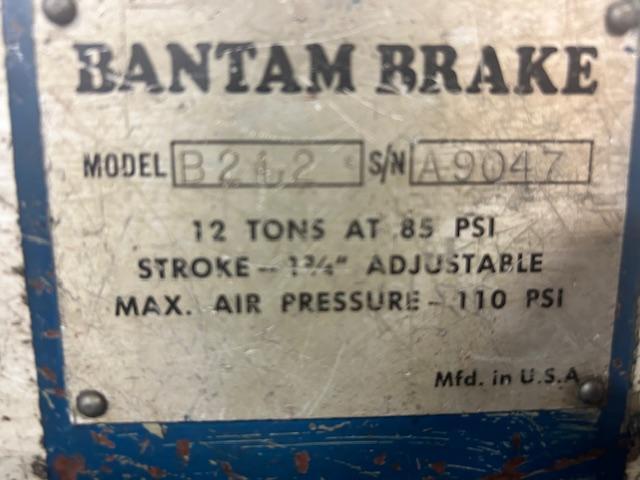 BANTAM BRAKE
MODEL B2L2 S/N A9047
12 TONS AT 85 PSI
STROKE - 1¾" ADJUSTABLE
MAX. AIR PRESSURE - 110 PSI
Mfd. in U.S.A